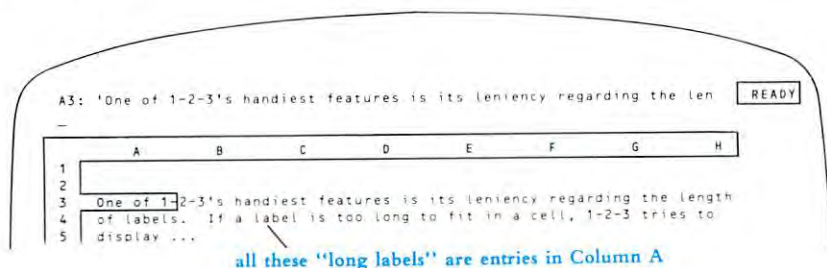 A3: 'One of 1-2-3's handiest features is its leniency regarding the len READY
A B C D E F G H
1
2
3 One of 1-2-3's handiest features is its leniency regarding the length
4 of labels.  If a label is too long to fit in a cell, 1-2-3 tries to
5 display ...
all these "long labels" are entries in Column A